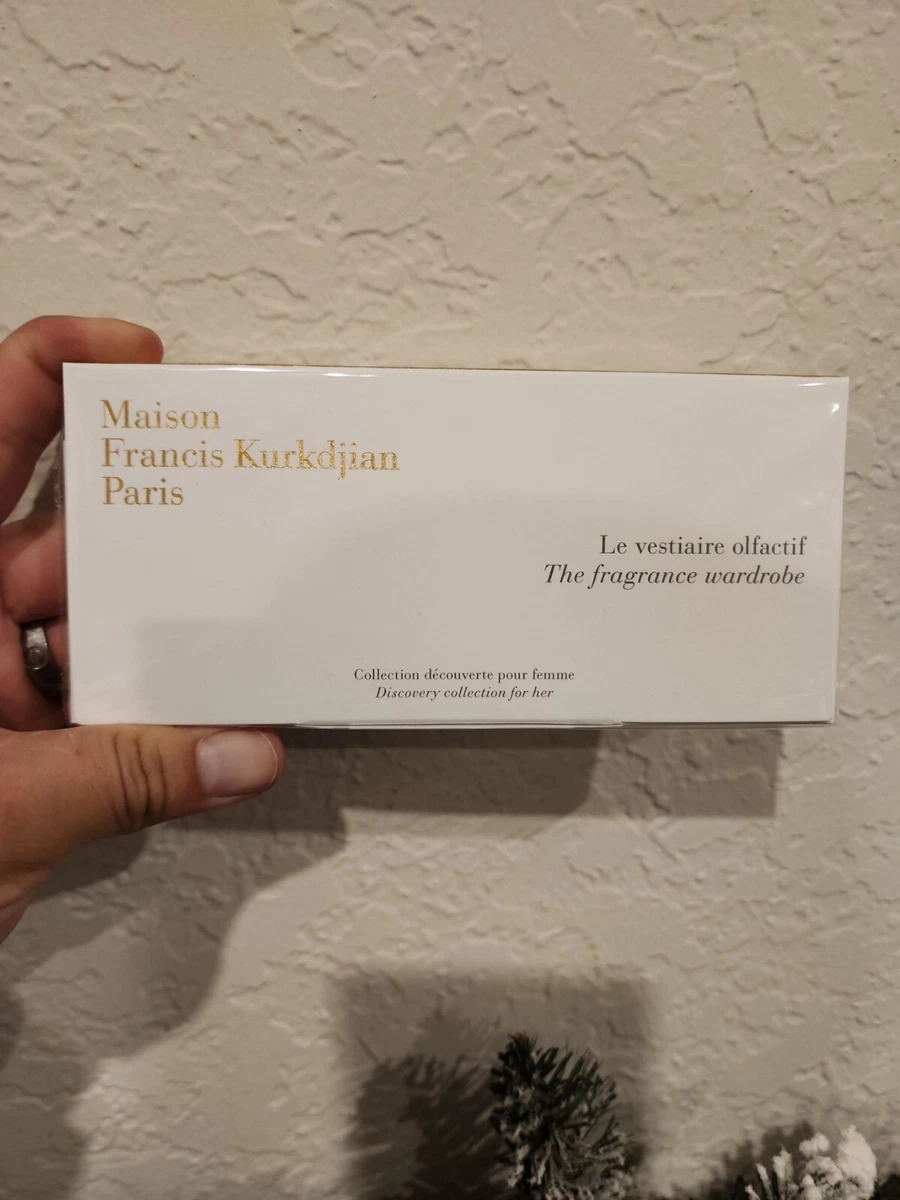 Maison
Francis Kurkdjian
Paris
Le vestiaire olfactif
The fragrance wardrobe
Collection découverte pour femme
Discovery collection for her